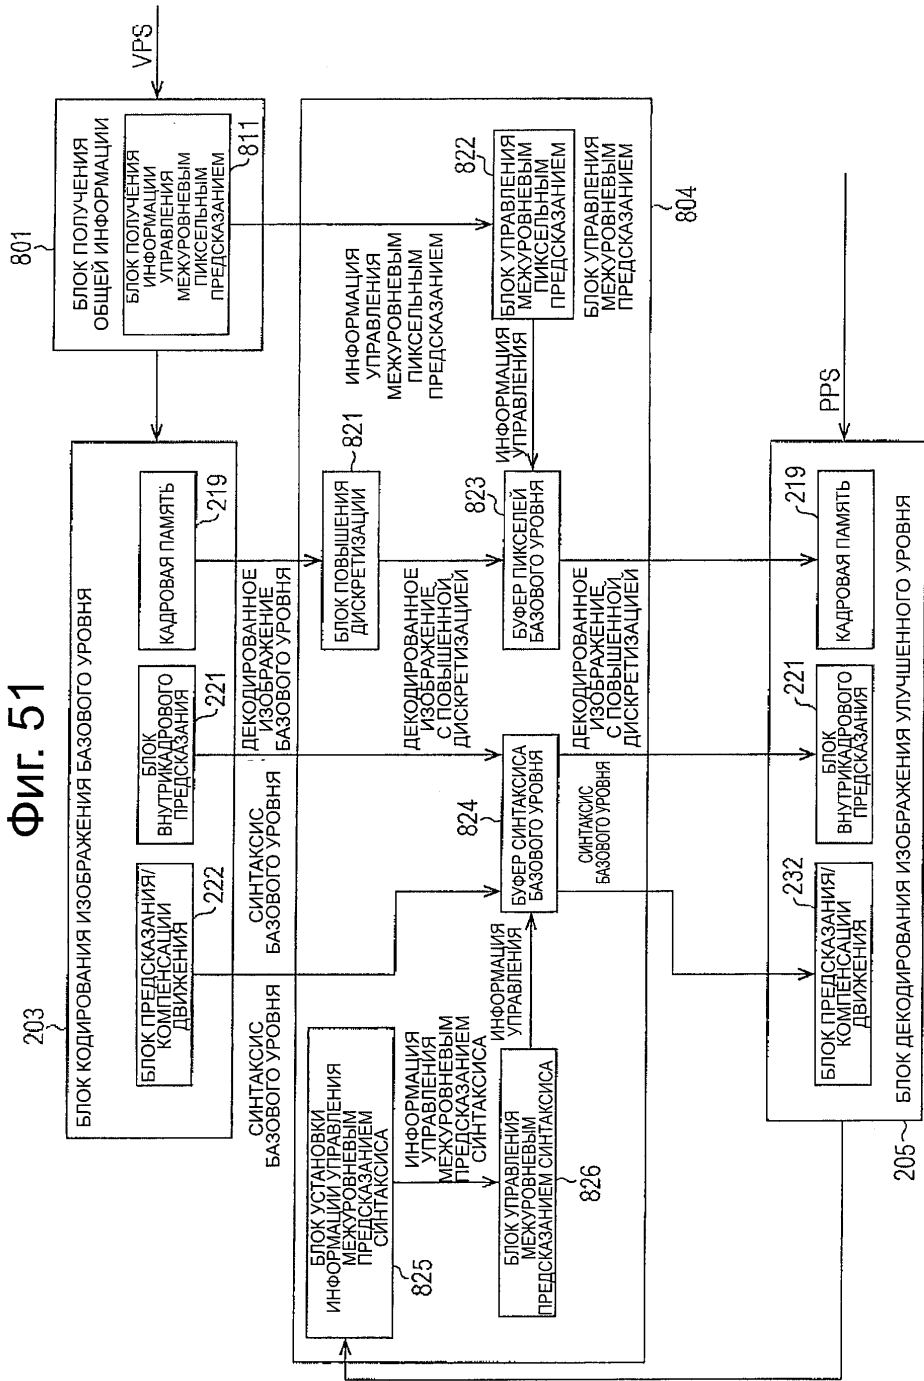 Фиг. 51
203
БЛОК КОДИРОВАНИЯ ИЗОБРАЖЕНИЯ БАЗОВОГО УРОВНЯ
БЛОК ПРЕДСКАЗАНИЯ/
КОМПЕНСАЦИИ
ДВИЖЕНИЯ
222
БЛОК
ВНУТРИКАДРОВОГО
ПРЕДСКАЗАНИЯ
221
КАДРОВАЯ ПАМЯТЬ
219
801
БЛОК ПОЛУЧЕНИЯ
ОБЩЕЙ ИНФОРМАЦИИ
БЛОК ПОЛУЧЕНИЯ
ИНФОРМАЦИИ
УПРАВЛЕНИЯ
МЕЖУРОВНЕВЫМ
ПИКСЕЛЬНЫМ
ПРЕДСКАЗАНИЕМ
811
VPS
СИНТАКСИС
БАЗОВОГО УРОВНЯ
СИНТАКСИС
БАЗОВОГО УРОВНЯ
ДЕКОДИРОВАННОЕ
ИЗОБРАЖЕНИЕ
БАЗОВОГО УРОВНЯ
БЛОК УСТАНОВКИ
ИНФОРМАЦИИ УПРАВЛЕНИЯ
МЕЖУРОВНЕВЫМ
ПРЕДСКАЗАНИЕМ
СИНТАКСИСА
825
ИНФОРМАЦИЯ
УПРАВЛЕНИЯ
МЕЖУРОВНЕВЫМ
ПРЕДСКАЗАНИЕМ
СИНТАКСИСА
БЛОК ПОВЫШЕНИЯ
ДИСКРЕТИЗАЦИИ
821
ИНФОРМАЦИЯ
УПРАВЛЕНИЯ
МЕЖУРОВНЕВЫМ
ПИКСЕЛЬНЫМ
ПРЕДСКАЗАНИЕМ
ДЕКОДИРОВАННОЕ
ИЗОБРАЖЕНИЕ
С ПОВЫШЕННОЙ
ДИСКРЕТИЗАЦИЕЙ
БЛОК УПРАВЛЕНИЯ
МЕЖУРОВНЕВЫМ
ПРЕДСКАЗАНИЕМ СИНТАКСИСА
826
ИНФОРМАЦИЯ
УПРАВЛЕНИЯ
БУФЕР СИНТАКСИСА
БАЗОВОГО УРОВНЯ
824
БУФЕР ПИКСЕЛЕЙ
БАЗОВОГО УРОВНЯ
823
ИНФОРМАЦИЯ
УПРАВЛЕНИЯ
БЛОК УПРАВЛЕНИЯ
МЕЖУРОВНЕВЫМ
ПИКСЕЛЬНЫМ
ПРЕДСКАЗАНИЕМ
822
БЛОК УПРАВЛЕНИЯ
МЕЖУРОВНЕВЫМ
ПРЕДСКАЗАНИЕМ
804
СИНТАКСИС
БАЗОВОГО УРОВНЯ
ДЕКОДИРОВАННОЕ
ИЗОБРАЖЕНИЕ
С ПОВЫШЕННОЙ
ДИСКРЕТИЗАЦИЕЙ
БЛОК ПРЕДСКАЗАНИЯ/
КОМПЕНСАЦИИ
ДВИЖЕНИЯ
232
БЛОК
ВНУТРИКАДРОВОГО
ПРЕДСКАЗАНИЯ
221
КАДРОВАЯ ПАМЯТЬ
219
PPS
БЛОК ДЕКОДИРОВАНИЯ ИЗОБРАЖЕНИЯ УЛУЧШЕННОГО УРОВНЯ
205